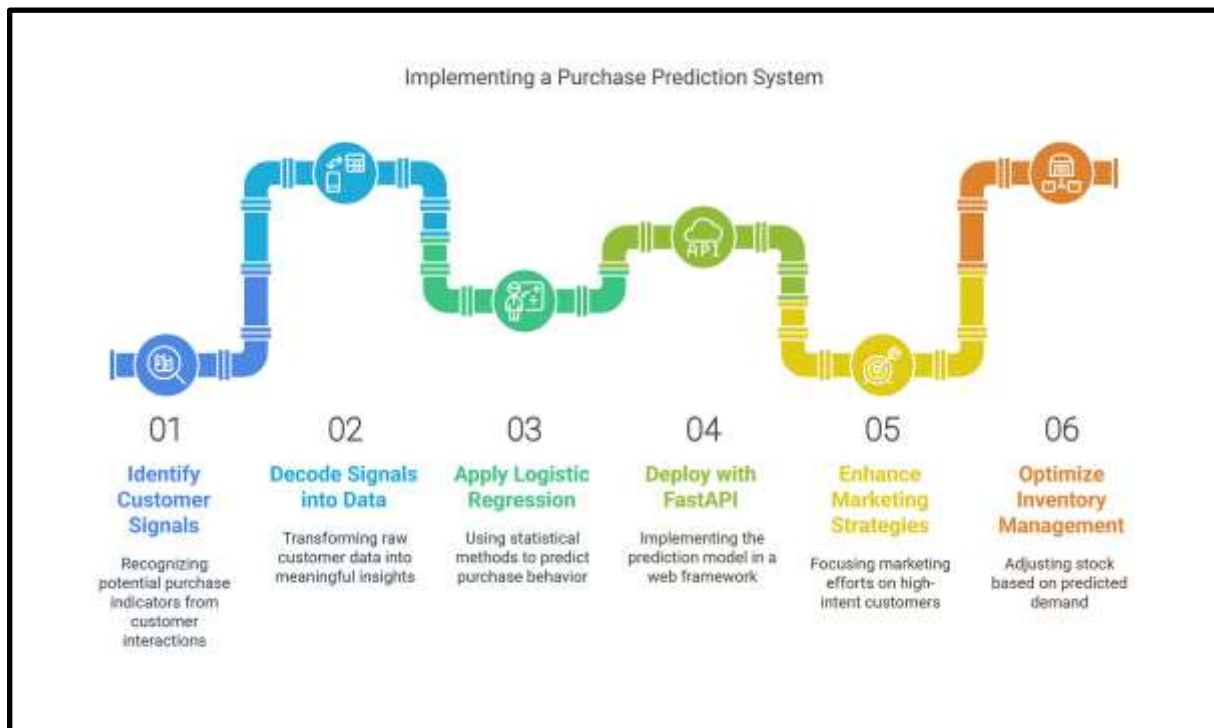 Implementing a Purchase Prediction System
API
01
Identify
Customer
Signals
Recognizing
potential purchase
indicators from
customer
interactions
02
Decode Signals
into Data
Transforming raw
customer data into
meaningful insights
03
Apply Logistic
Regression
Using statistical
methods to predict
purchase behavior
04
Deploy with
FastAPI
Implementing the
prediction model in a
web framework
05
Enhance
Marketing
Strategies
Focusing marketing
efforts on high-
intent customers
06
Optimize
Inventory
Management
Adjusting stock
based on predicted
demand